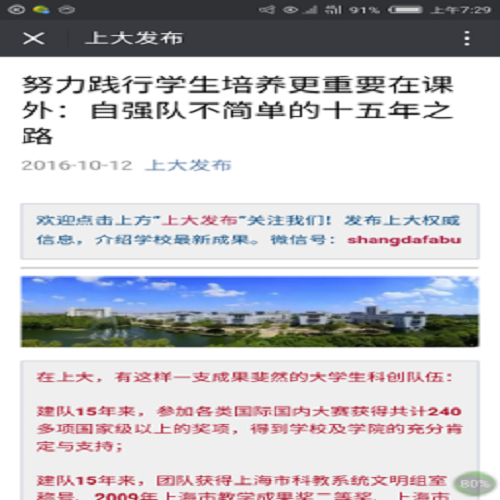 91% 上午7:29
上大发布
努力践行学生培养更重要在课
外：自强队不简单的十五年之
路
2016-10-12 上大发布
欢迎点击上方"上大发布"关注我们！发布上大权威
信息，介绍学校最新成果。微信号：shangdafabu
在上大，有这样一支成果斐然的大学生科创队伍：
建队15年来，参加各类国际国内大赛获得共计240
多项国家级以上的奖项，得到学校及学院的充分肯
定与支持；
建队15年来，团队获得上海市科教系统文明组室
称号、2009年上海市教学成果奖二等奖、上海市
80%